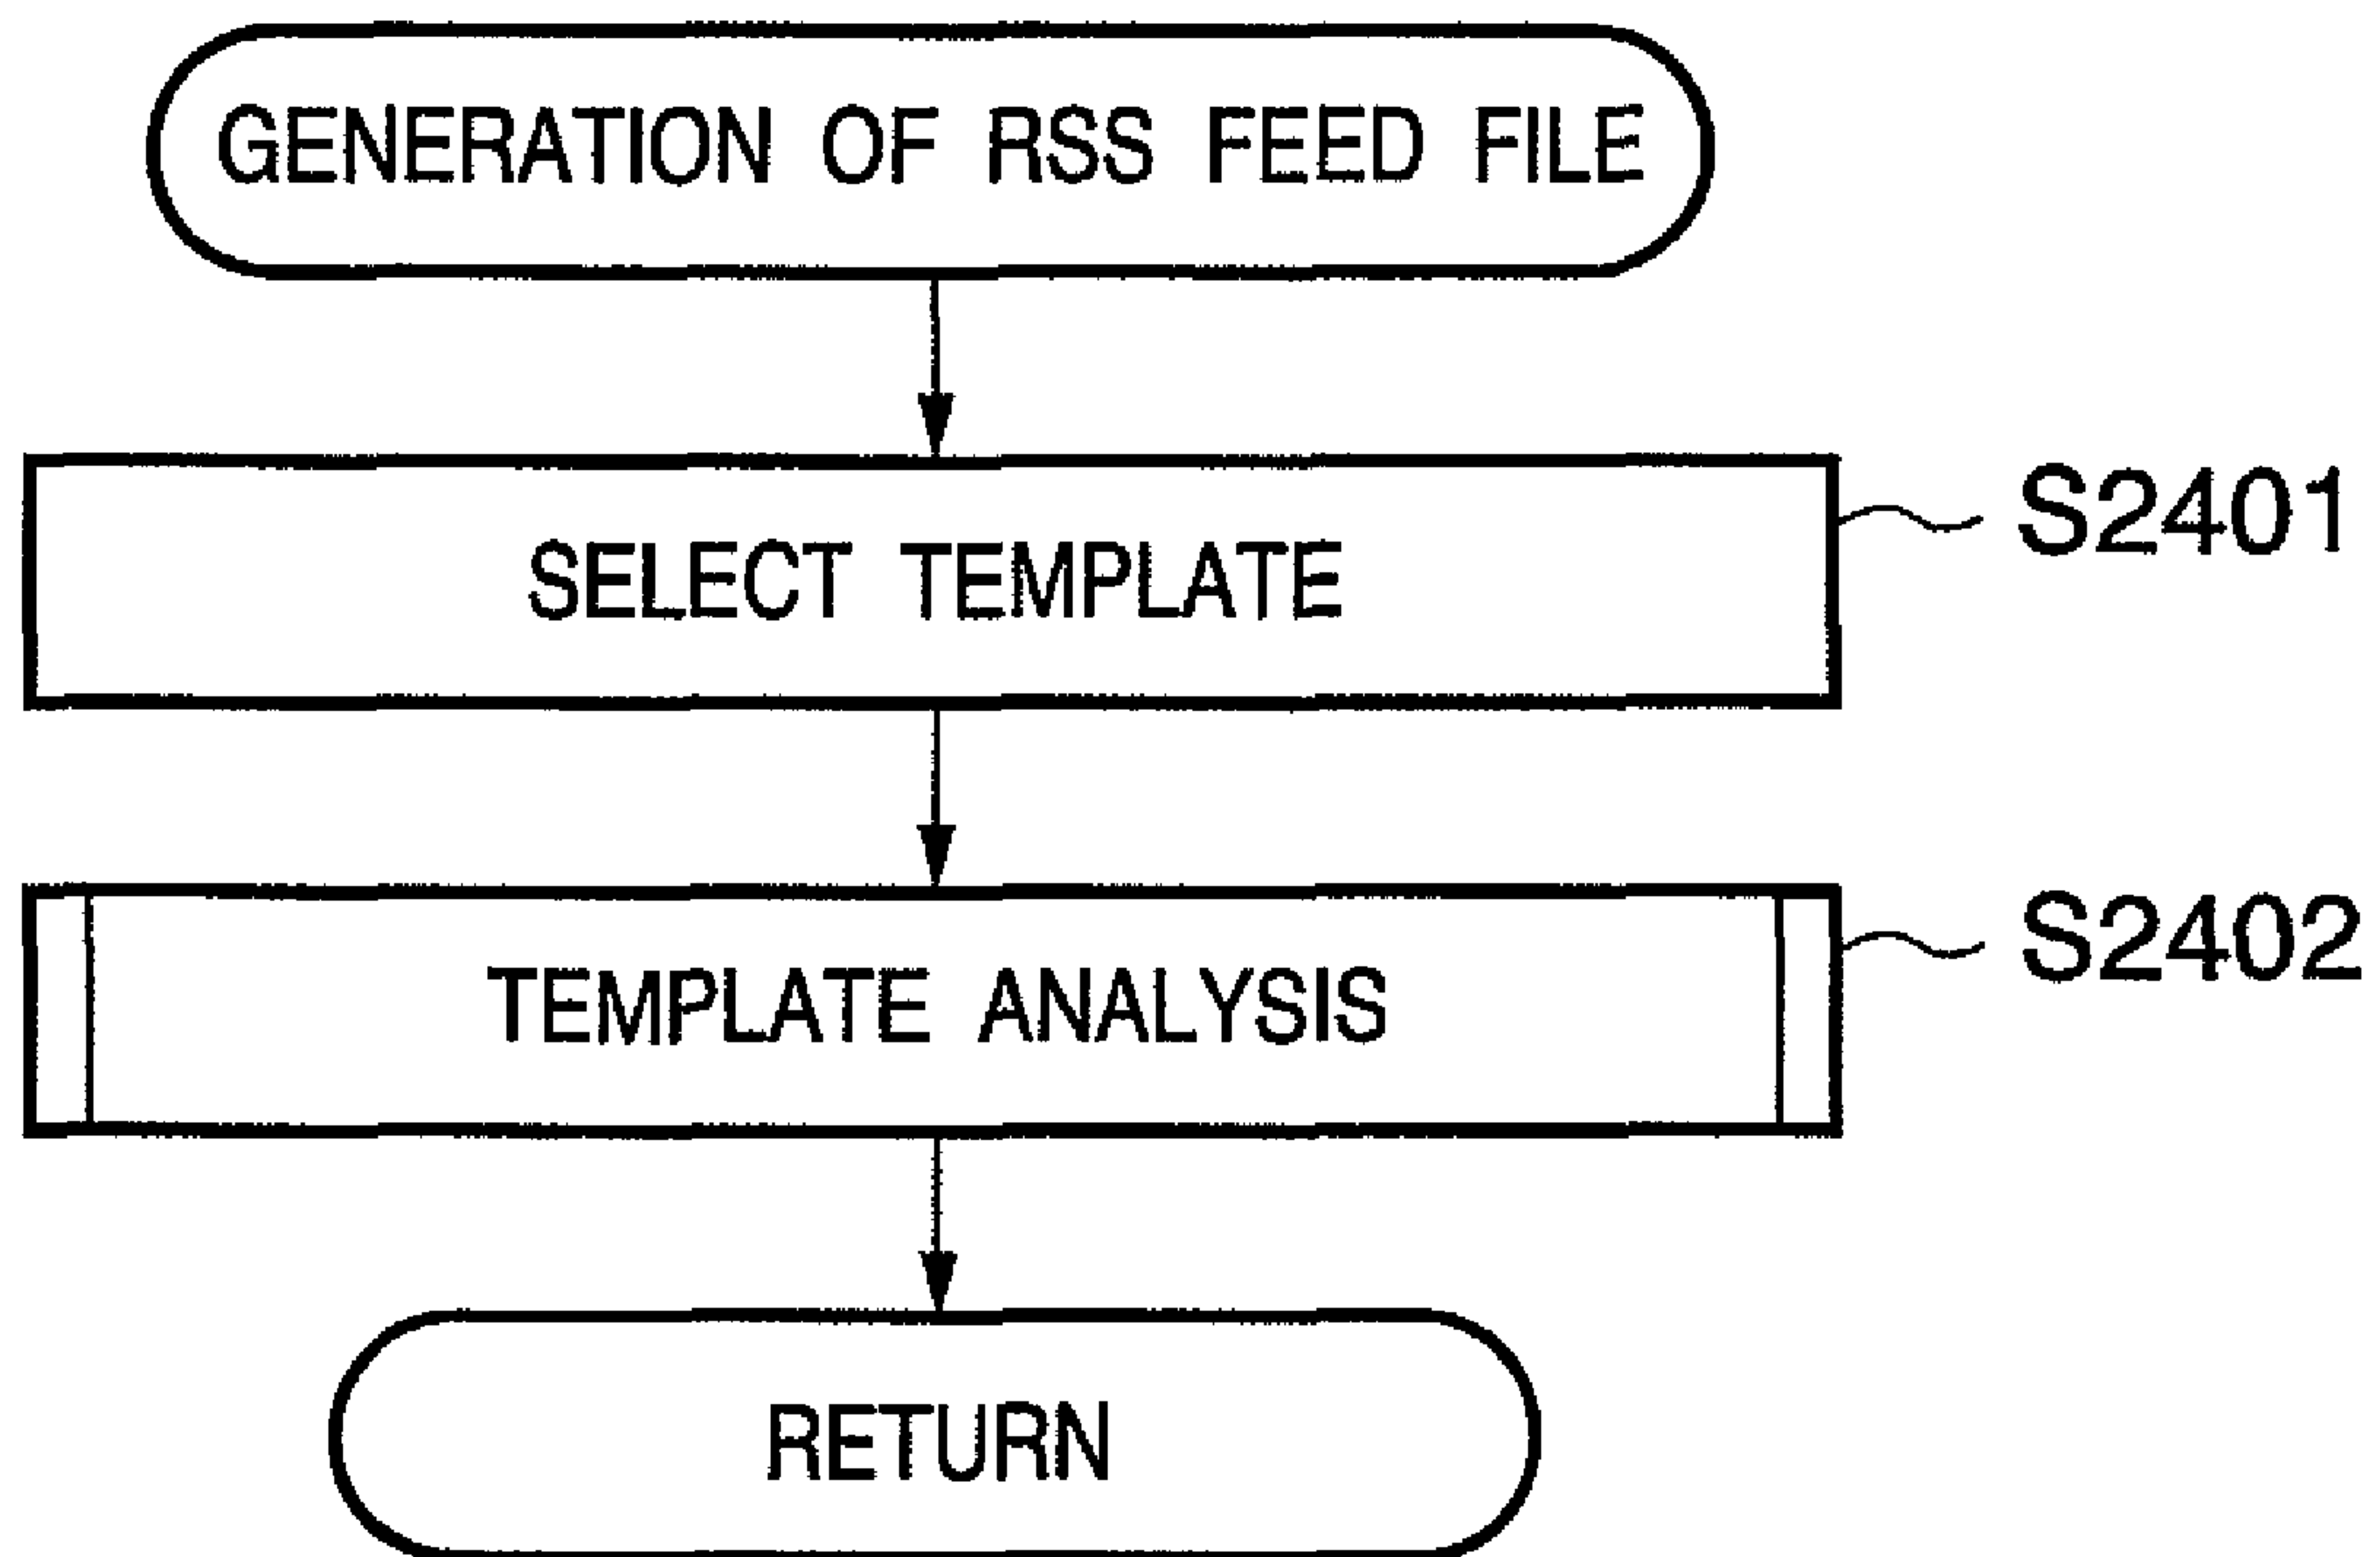 GENERATION OF RSS FEED FILE
SELECT TEMPLATE
S2401
TEMPLATE ANALYSIS
S2402
RETURN